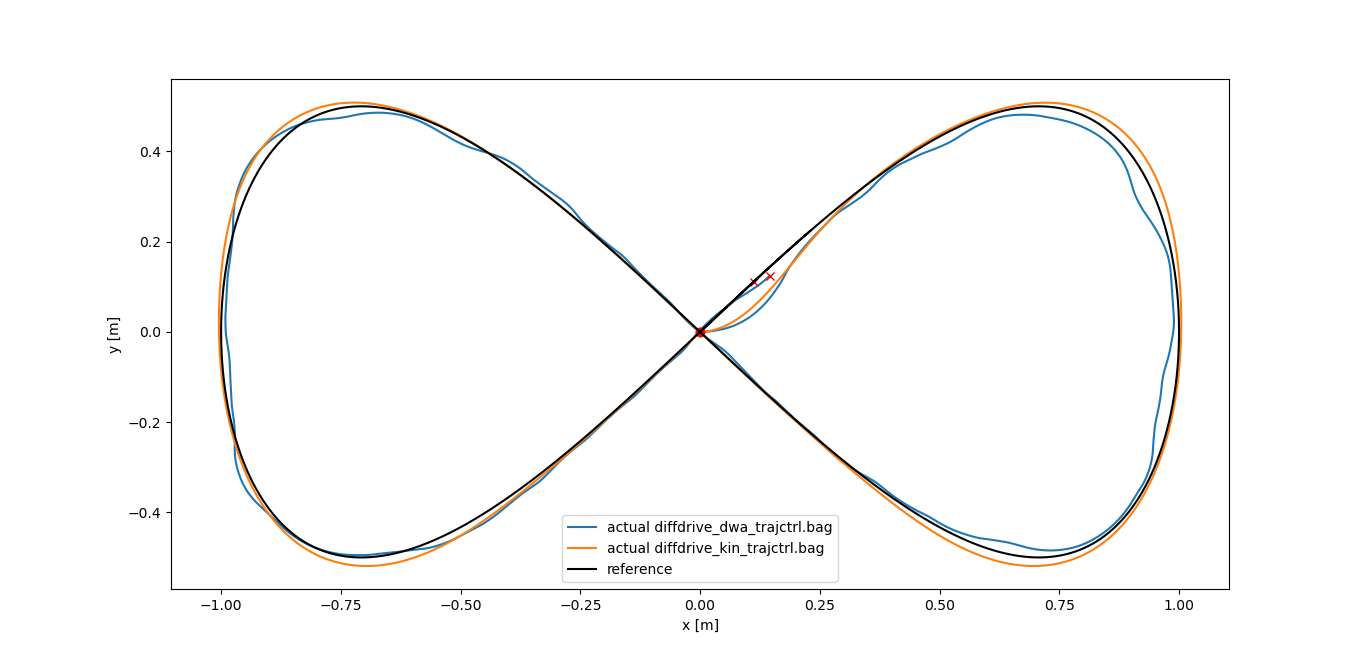 y [m]
0.4
0.2
0.0
−0.2
−0.4
−1.00 −0.75 −0.50 −0.25 0.00 0.25 0.50 0.75 1.00
x [m]
actual diffdrive_dwa_trajctrl.bag
actual diffdrive_kin_trajctrl.bag
reference